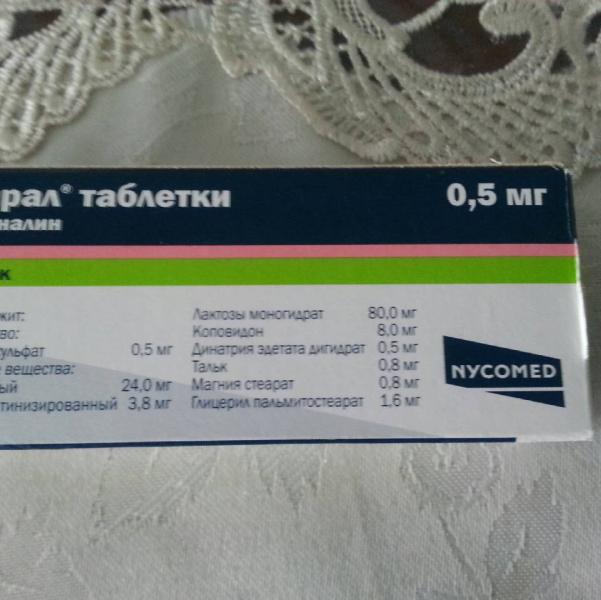 рал® таблетки 0,5 мг
налин
к
жит:
во:
ульфат 0,5 мг
е вещества:
ый 24,0 мг
тинизированный 3,8 мг
Лактозы моногидрат 80,0 мг
Коповидон 8,0 мг
Динатрия эдетата дигидрат 0,5 мг
Тальк 0,8 мг
Магния стеарат 0,8 мг
Глицерил пальмитостеарат 1,6 мг
NYCOMED